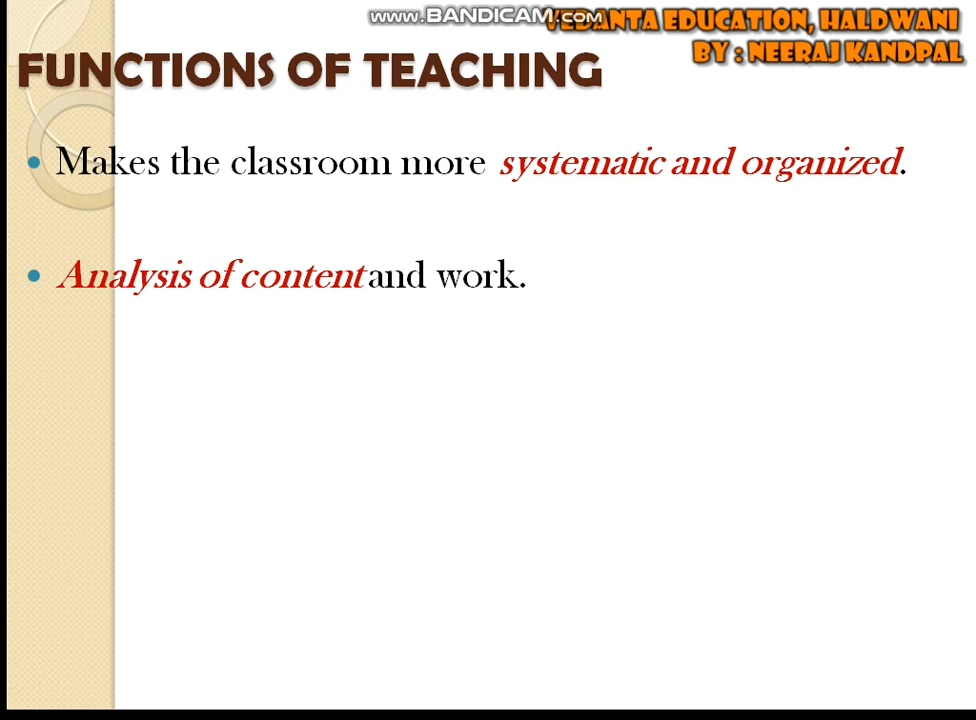 www.BANDICAM.com
VEDANTA EDUCATION, HALDWANI
BY : NEERAJ KANDPAL
FUNCTIONS OF TEACHING
• Makes the classroom more systematic and organized.
• Analysis of content and work.